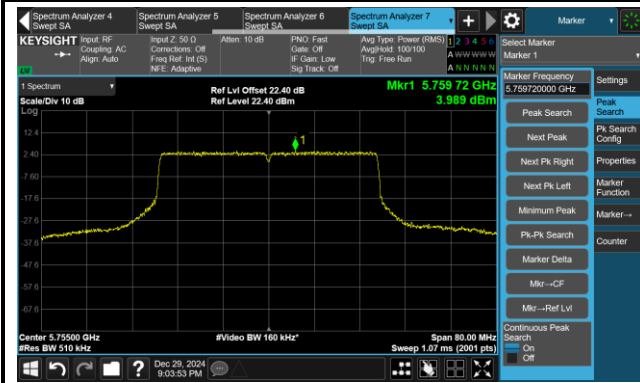 Spectrum Analyzer 4
Swept SA
Spectrum Analyzer 5
Swept SA
Spectrum Analyzer 6
Swept SA
Spectrum Analyzer 7
Swept SA
Marker
KEYSIGHT
Input: RF
Coupling: AC
Align: Auto
Input Z: 50 Ω
Corrections: Off
Freq Ref: Int (S)
NFE: Adaptive
Atten: 10 dB
PNO: Fast
Gate: Off
IF Gain: Low
Sig Track: Off
Avg Type: Power (RMS)
Avg|Hold: 100/100
Trig: Free Run
1 2 3 4 5 6
A W W W W W
A N N N N N
Select Marker
Marker 1
1 Spectrum
Scale/Div 10 dB
Log
Ref Lvl Offset 22.40 dB
Ref Level 22.40 dBm
Mkr1 5.759 72 GHz
3.989 dBm
1
12.4
2.40
-7.60
-17.6
-27.6
-37.6
-47.6
-57.6
-67.6
Center 5.75500 GHz
#Res BW 510 kHz
#Video BW 160 kHz*
Span 80.00 MHz
Sweep 1.07 ms (2001 pts)
Marker Frequency
5.759720000 GHz
Peak Search
Next Peak
Next Pk Right
Next Pk Left
Minimum Peak
Pk-Pk Search
Marker Delta
Mkr→CF
Mkr→Ref Lvl
Continuous Peak
Search
On
Off
Settings
Peak
Search
Pk Search
Config
Properties
Marker
Function
Marker→
Counter
Dec 29, 2024
9:03:53 PM